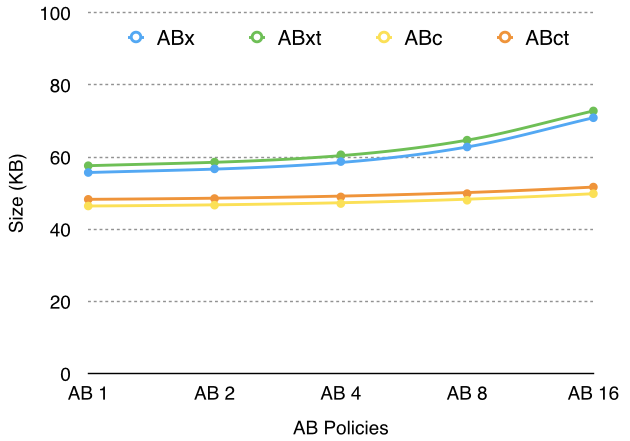 100
ABx ABxt ABc ABct
80
60
40
20
0
Size (KB)
AB 1 AB 2 AB 4 AB 8 AB 16
AB Policies